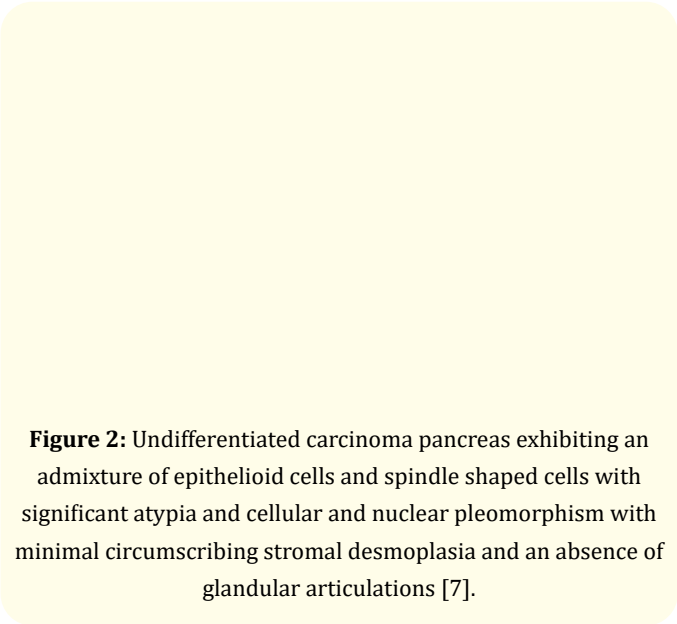 Figure 2: Undifferentiated carcinoma pancreas exhibiting an
admixture of epithelioid cells and spindle shaped cells with
significant atypia and cellular and nuclear pleomorphism with
minimal circumscribing stromal desmoplasia and an absence of
glandular articulations [7].